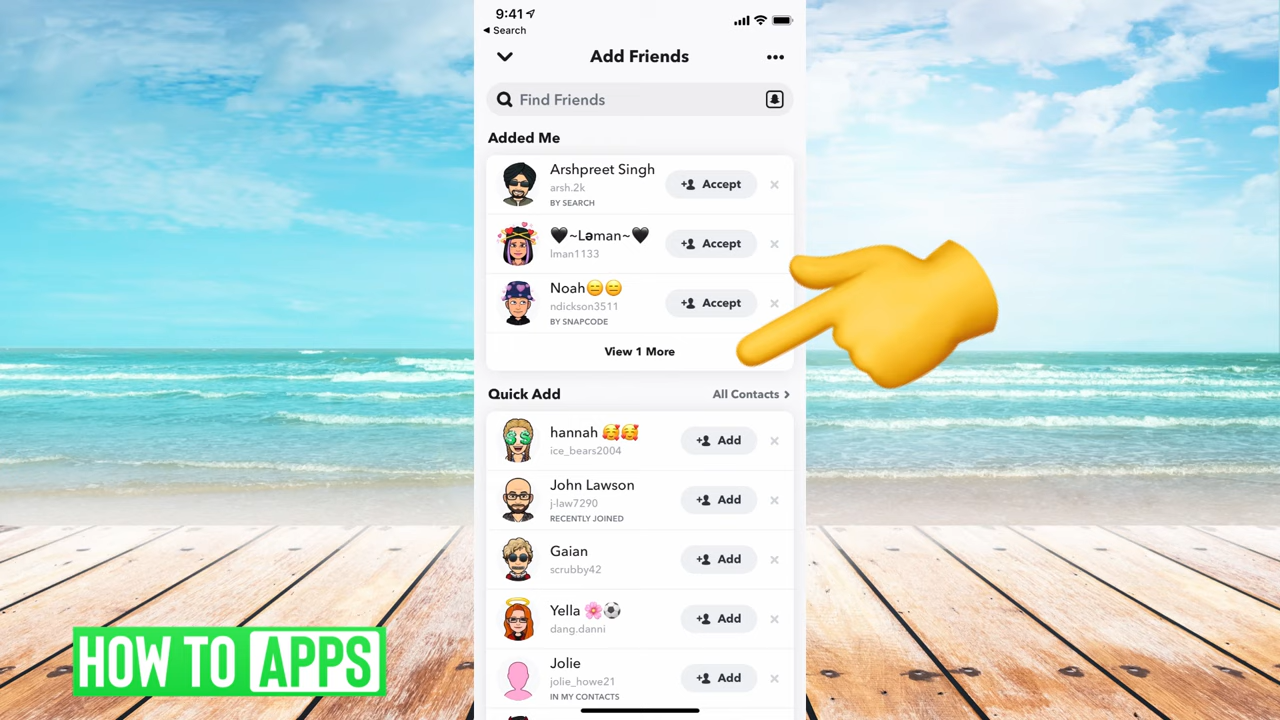 9:41
Search
Add Friends
Find Friends
Added Me
Arshpreet Singh
arsh.2k
BY SEARCH
Accept
🖤~Ləman~🖤
lman1133
Accept
Noah😑😑
ndickson3511
BY SNAPCODE
Accept
View 1 More
Quick Add
All Contacts >
hannah 🥰🥰
ice_bears2004
Add
John Lawson
j-law7290
RECENTLY JOINED
Add
Gaian
scrubby42
Add
Yella 🌸⚽
dang.danni
Add
Jolie
jolie_howe21
IN MY CONTACTS
Add
HOW TO APPS